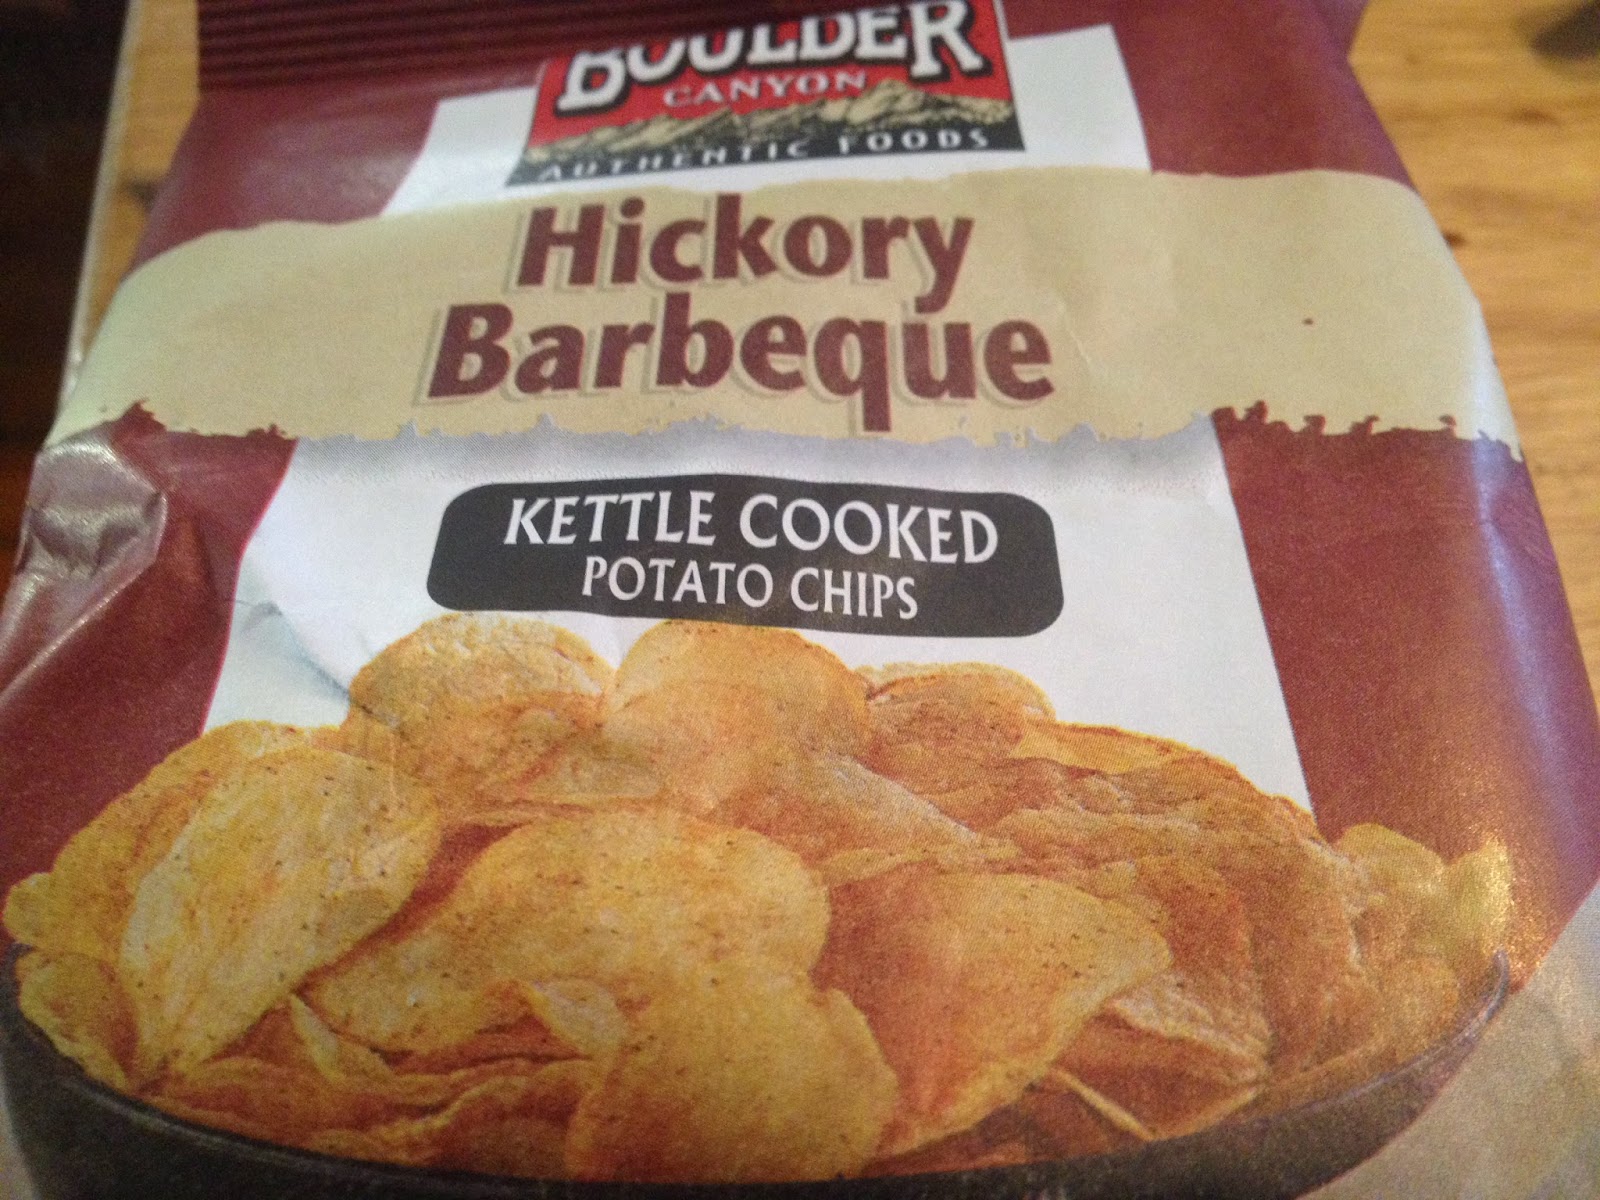 BOULDER
CANYON
AUTHENTIC FOODS
Hickory
Barbeque
KETTLE COOKED
POTATO CHIPS